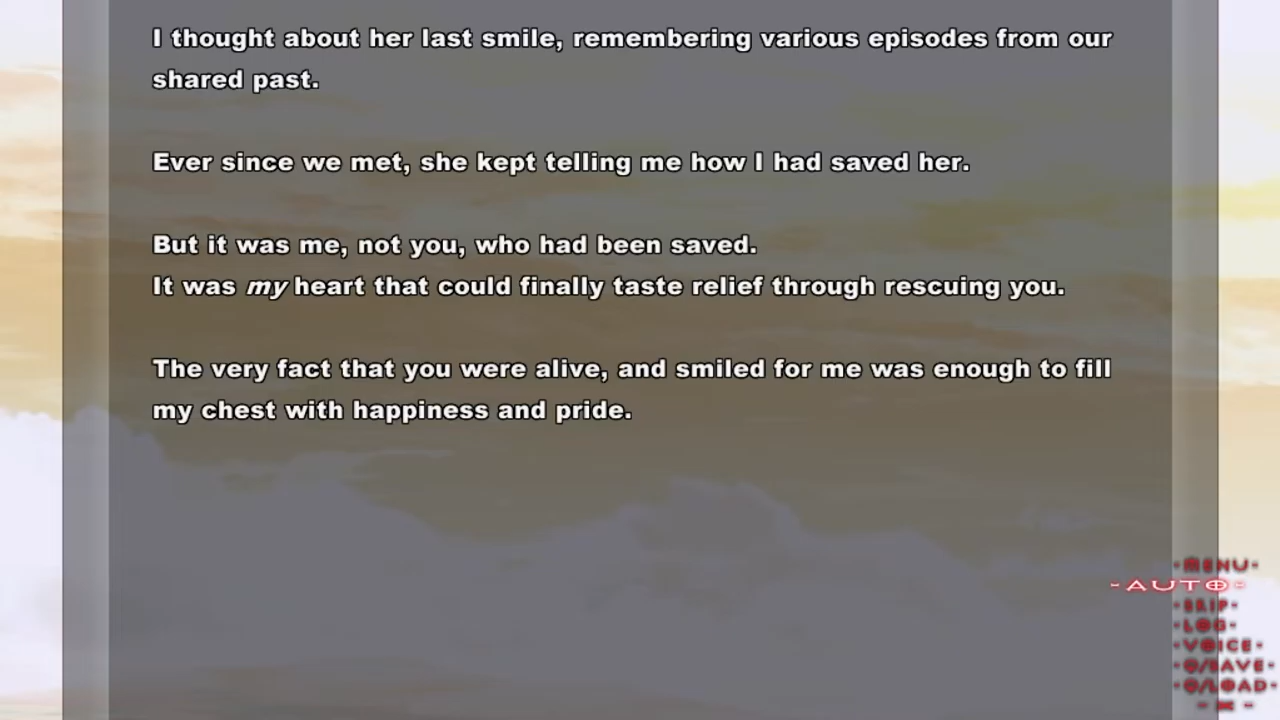 I thought about her last smile, remembering various episodes from our
shared past.
Ever since we met, she kept telling me how I had saved her.
But it was me, not you, who had been saved.
It was my heart that could finally taste relief through rescuing you.
The very fact that you were alive, and smiled for me was enough to fill
my chest with happiness and pride.
·MENU·
-AUTO-
·SKIP·
·LOG·
·VOICE·
·Q/SAVE·
·Q/LOAD·